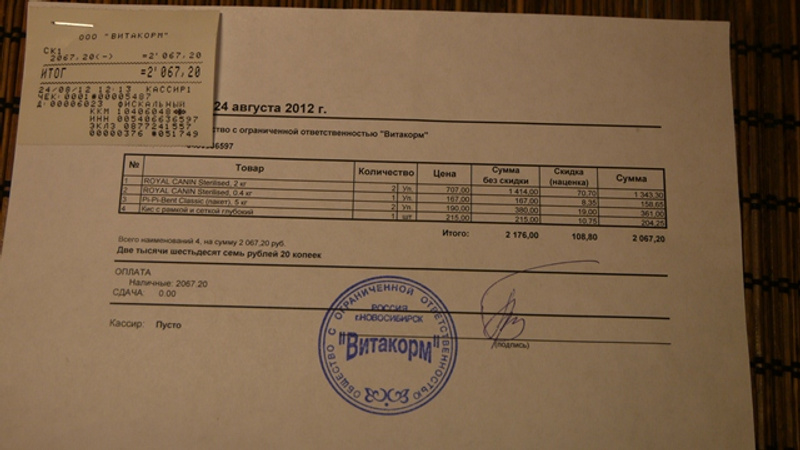 ООО "ВИТАКОРМ"
СК1
2067,20(-) =2'067,20
ИТОГ =2'067,20
24/08/12 12:13 КАССИР1
ЧЕК-0001#00005487
00006023 ФИСКАЛЬНЫЙ
ККМ 10406048
ИНН 005406636597
ЭКЛЗ 0877241557
00000376 #051749
24 августа 2012 г.
ство с ограниченной ответственностью "Витакорм"
6597
№ Товар Количество Цена Сумма без скидки Скидка (наценка) Сумма
1 ROYAL CANIN Sterilised, 2 кг 2 Уп. 707,00 1 414,00 70,70 1 343,30
2 ROYAL CANIN Sterilised, 0.4 кг 1 Уп. 167,00 167,00 8,35 158,65
3 Pi-Pi-Bent Classic (пакет), 5 кг 2 Уп. 190,00 380,00 19,00 361,00
4 Кис с рамкой и сеткой глубокий 1 шт 215,00 215,00 10,75 204,25
Итого: 2 176,00 108,80 2 067,20
Всего наименований 4, на сумму 2 067,20 руб.
Две тысячи шестьдесят семь рублей 20 копеек
ОПЛАТА
Наличные: 2067.20
СДАЧА 0.00
Кассир: Пусто
(подпись)
ОБЩЕСТВО С ОГРАНИЧЕННОЙ ОТВЕТСТВЕННОСТЬЮ
РОССИЯ
г.НОВОСИБИРСК
"Витакорм"